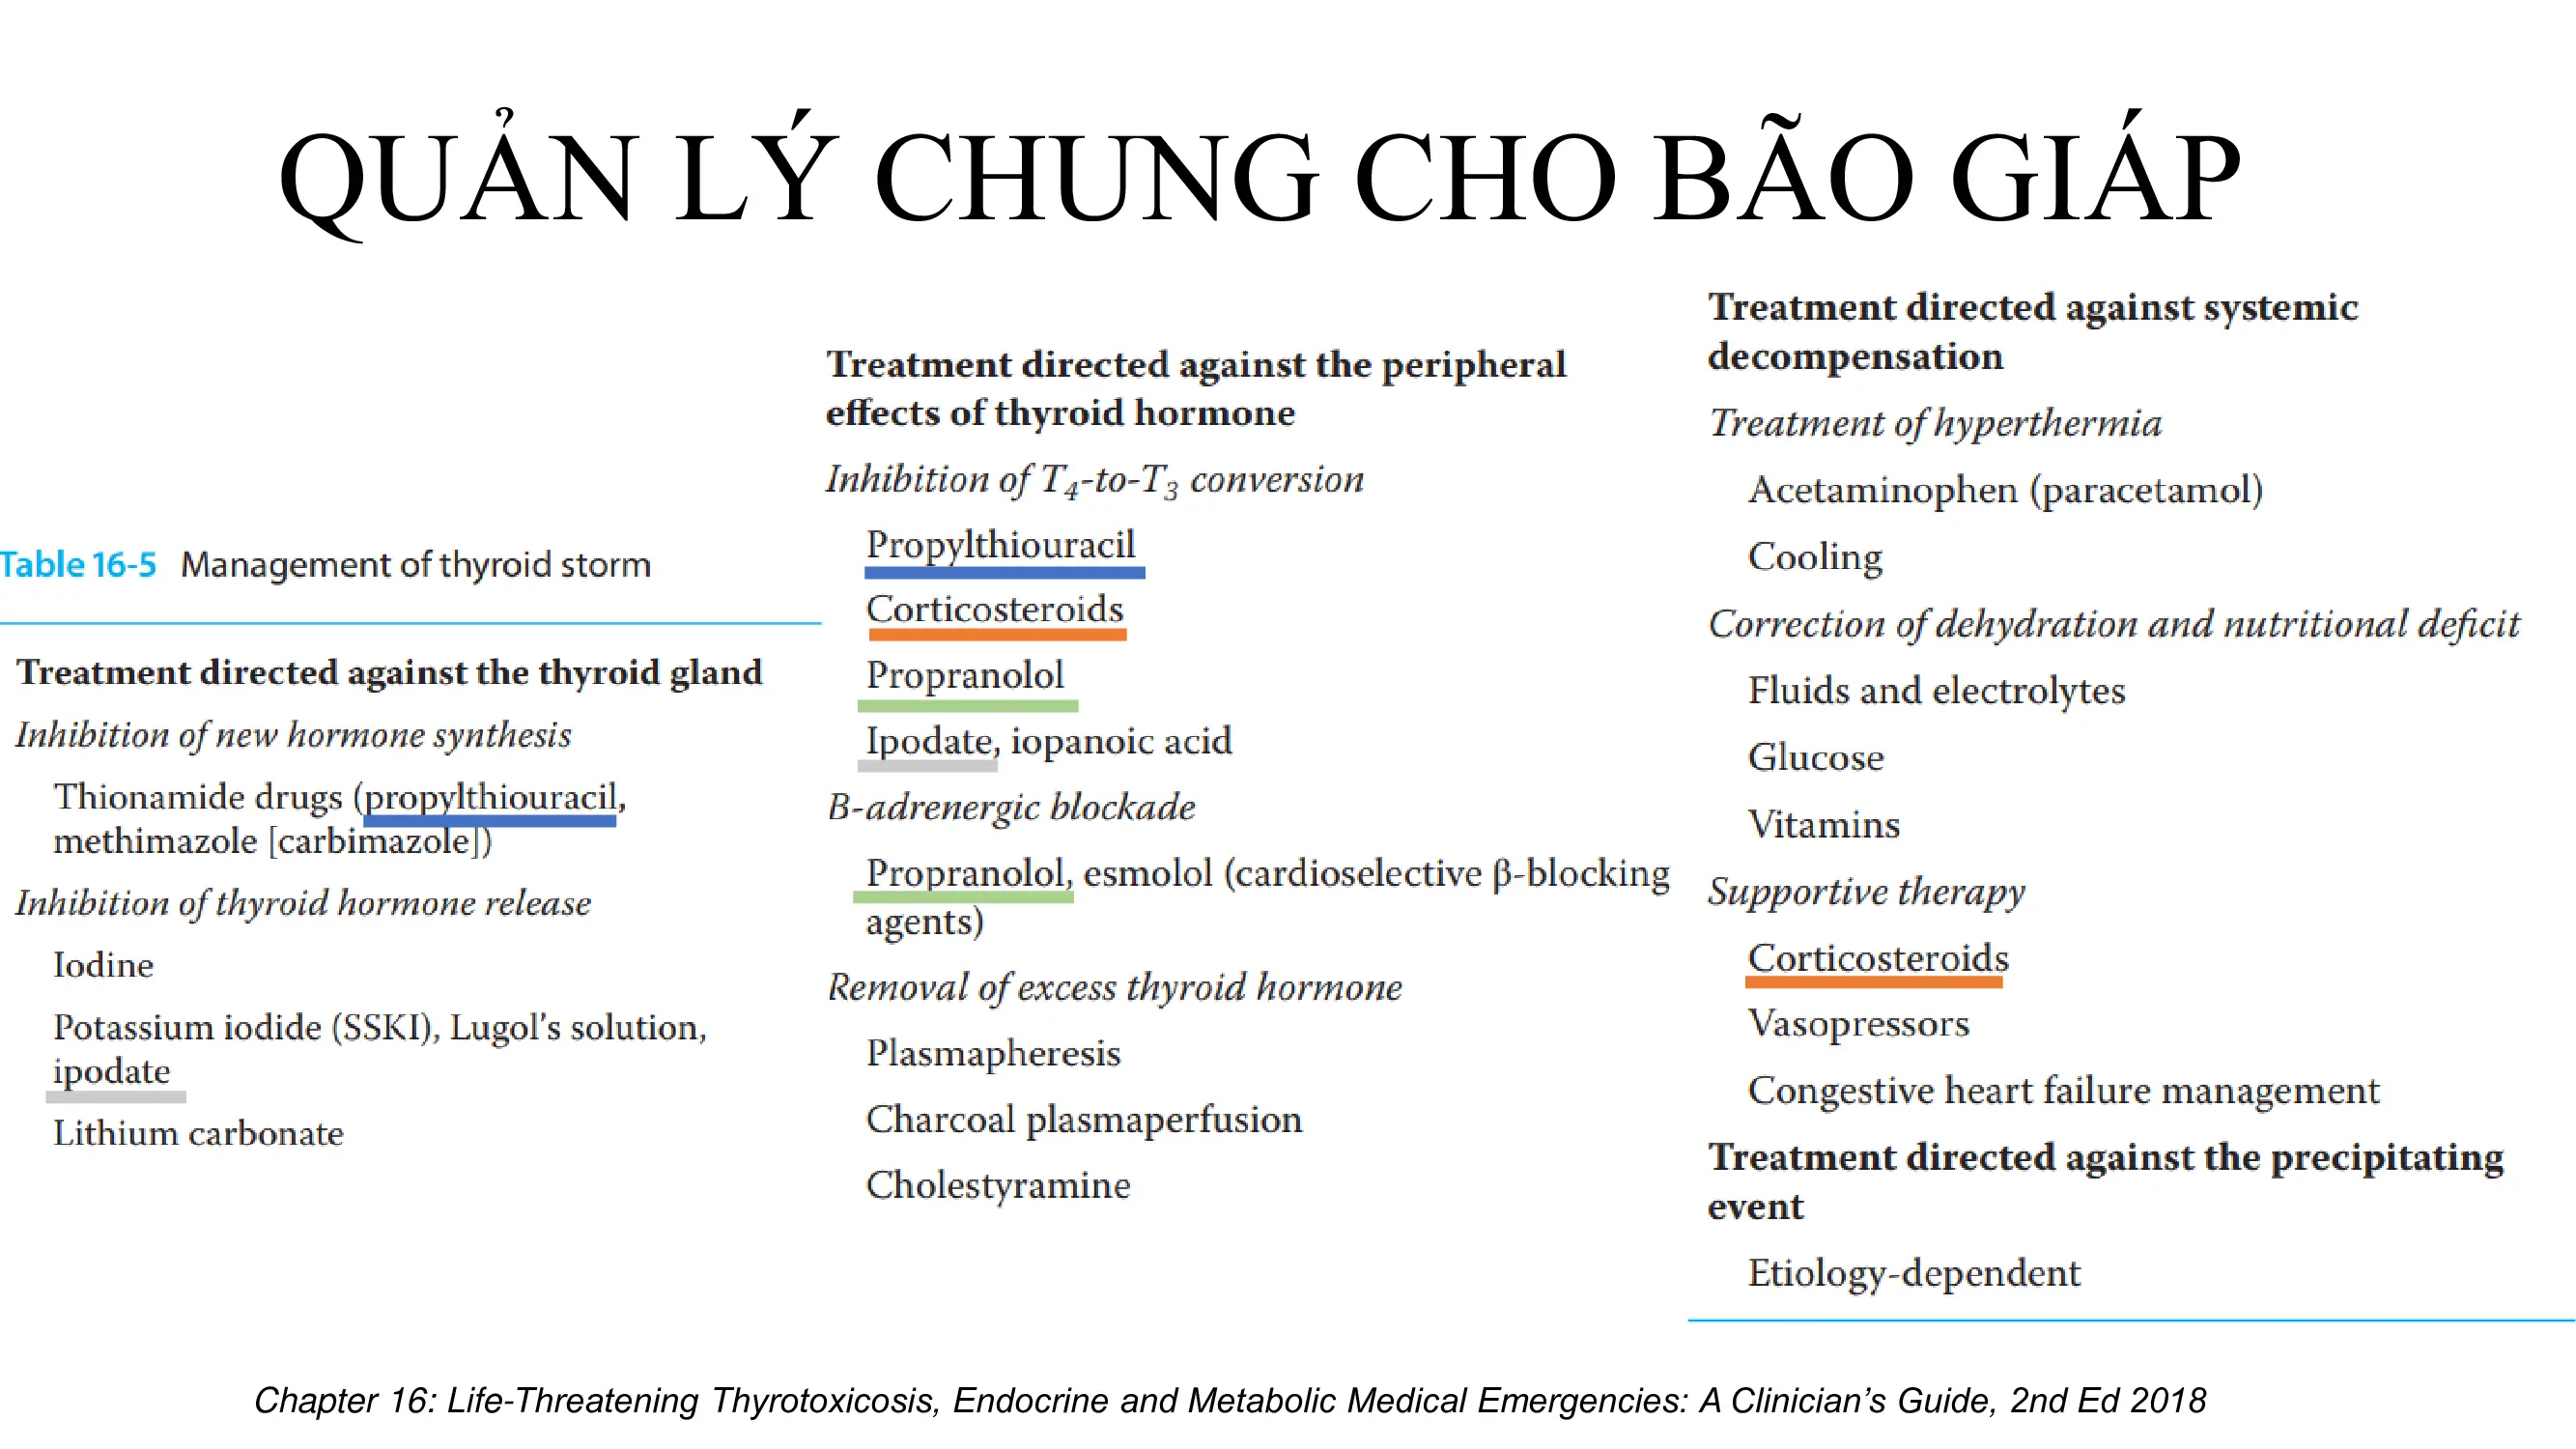 QUẢN LÝ CHUNG CHO BÃO GIÁP
Table 16-5 Management of thyroid storm
Treatment directed against the thyroid gland
Inhibition of new hormone synthesis
Thionamide drugs (propylthiouracil,
methimazole [carbimazole])
Inhibition of thyroid hormone release
Iodine
Potassium iodide (SSKI), Lugol’s solution,
ipodate
Lithium carbonate
Treatment directed against the peripheral
effects of thyroid hormone
Inhibition of T4-to-T3 conversion
Propylthiouracil
Corticosteroids
Propranolol
Ipodate, iopanoic acid
B-adrenergic blockade
Propranolol, esmolol (cardioselective β-blocking
agents)
Removal of excess thyroid hormone
Plasmapheresis
Charcoal plasmaperfusion
Cholestyramine
Treatment directed against systemic
decompensation
Treatment of hyperthermia
Acetaminophen (paracetamol)
Cooling
Correction of dehydration and nutritional deficit
Fluids and electrolytes
Glucose
Vitamins
Supportive therapy
Corticosteroids
Vasopressors
Congestive heart failure management
Treatment directed against the precipitating
event
Etiology-dependent
Chapter 16: Life-Threatening Thyrotoxicosis, Endocrine and Metabolic Medical Emergencies: A Clinician’s Guide, 2nd Ed 2018